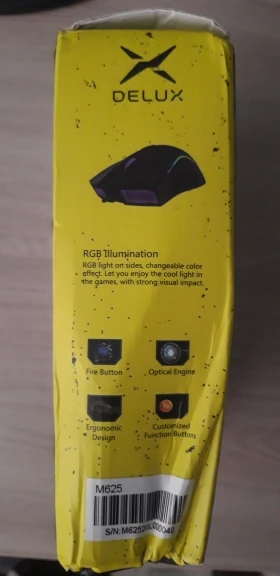 DELUX
RGB Illumination
RGB light on sides, changeable color
effect. Let you enjoy the cool light in
the games, with strong visual impact.
Fire Button
Optical Engine
Ergonomic
Design
Customized
Function Buttons
M625